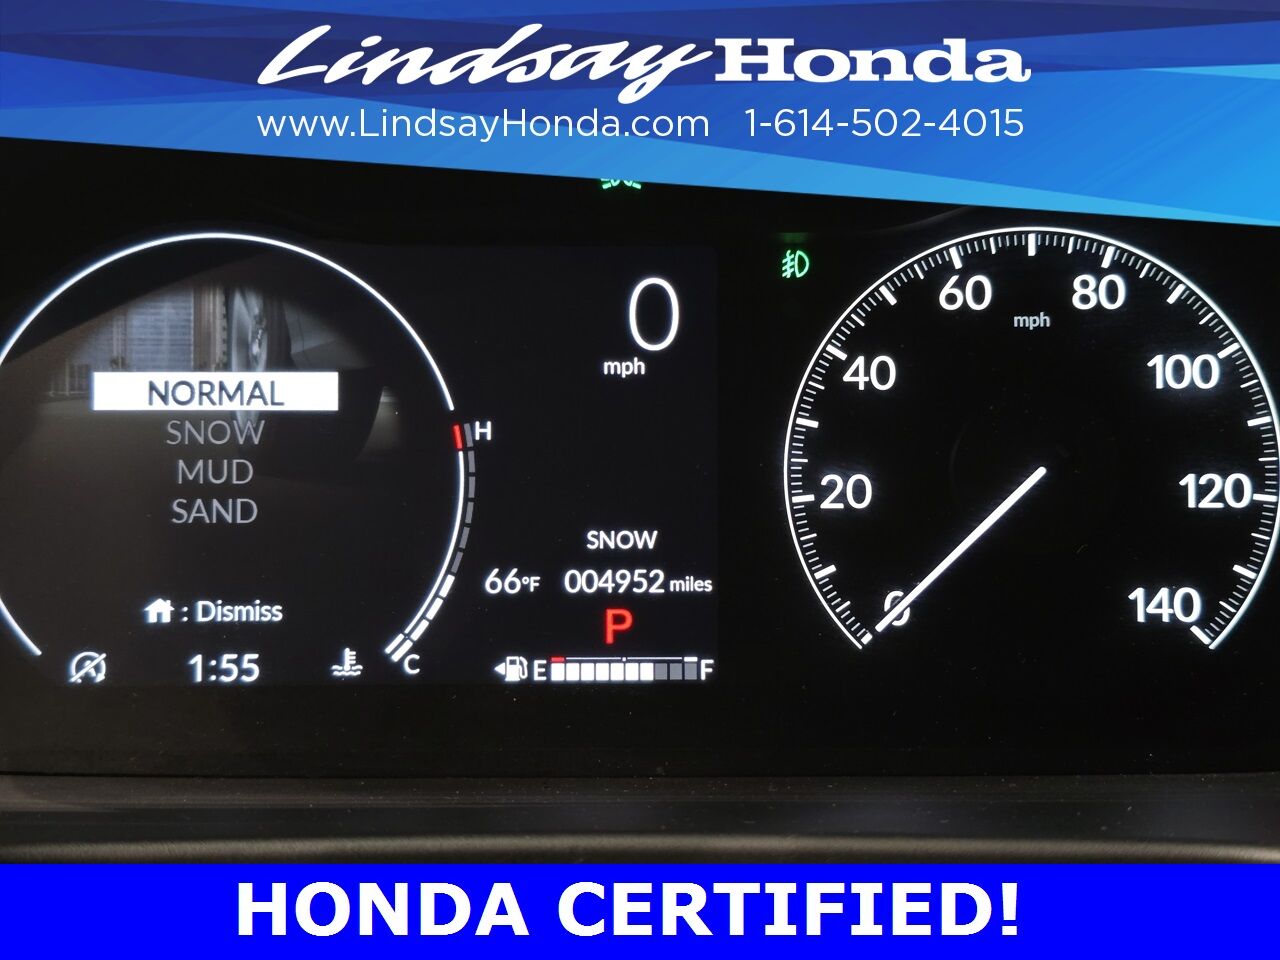 Lindsay Honda
www.LindsayHonda.com 1-614-502-4015
0
mph
NORMAL
SNOW
MUD
SAND
H
SNOW
66°F 004952 miles
P
: Dismiss
1:55
C
E F
60 80
mph
40 100
20 120
0 140
HONDA CERTIFIED!